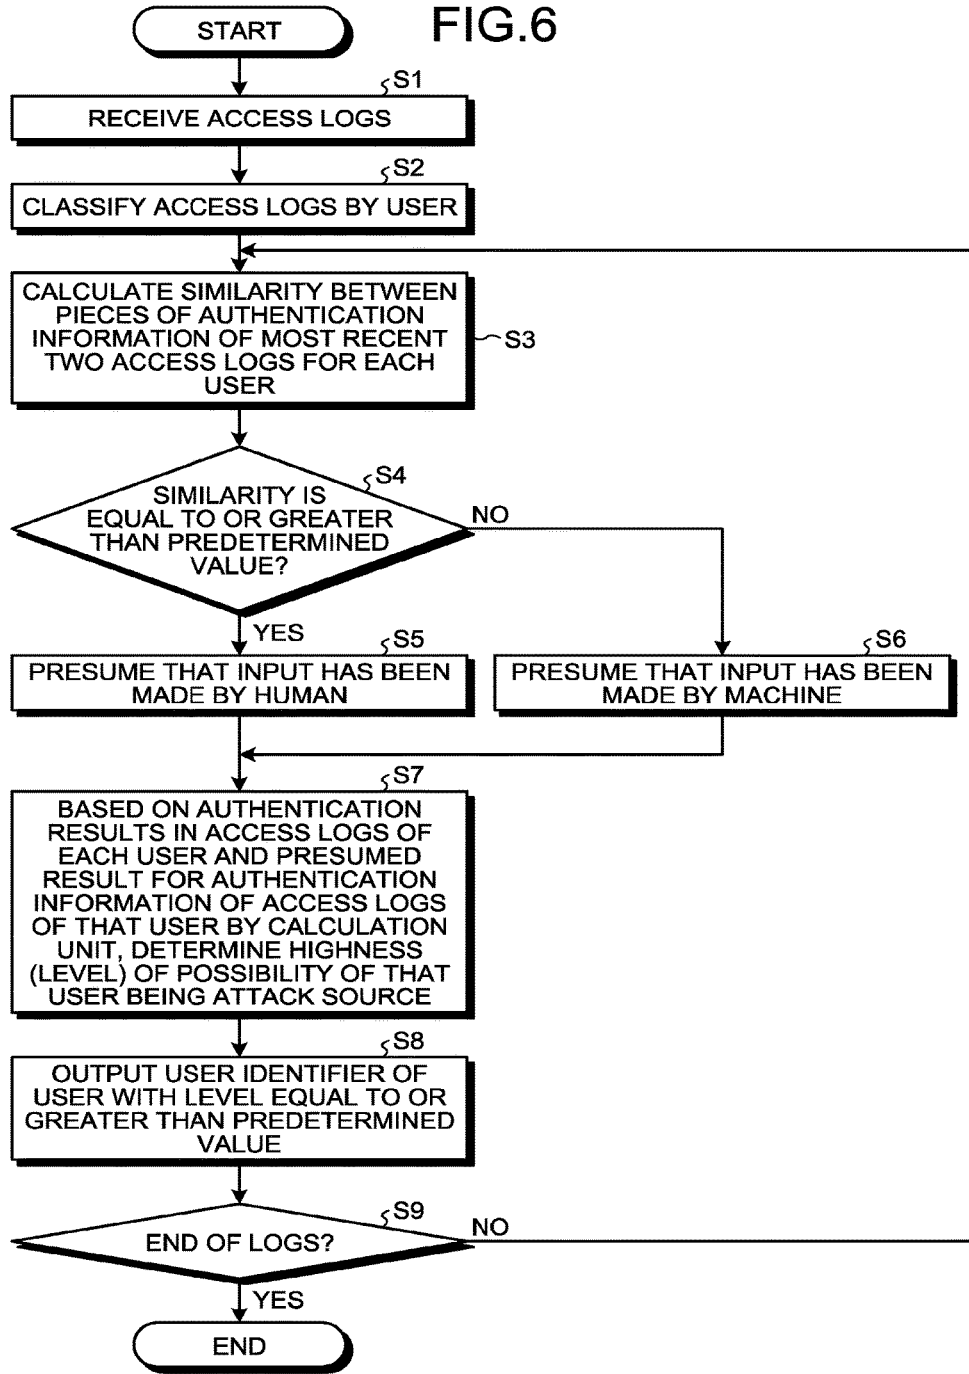 FIG.6
START
S1
RECEIVE ACCESS LOGS
S2
CLASSIFY ACCESS LOGS BY USER
CALCULATE SIMILARITY BETWEEN
PIECES OF AUTHENTICATION
INFORMATION OF MOST RECENT
TWO ACCESS LOGS FOR EACH
USER
S3
S4
SIMILARITY IS
EQUAL TO OR GREATER
THAN PREDETERMINED
VALUE?
NO
YES
S5
PRESUME THAT INPUT HAS BEEN
MADE BY HUMAN
S6
PRESUME THAT INPUT HAS BEEN
MADE BY MACHINE
S7
BASED ON AUTHENTICATION
RESULTS IN ACCESS LOGS OF
EACH USER AND PRESUMED
RESULT FOR AUTHENTICATION
INFORMATION OF ACCESS LOGS
OF THAT USER BY CALCULATION
UNIT, DETERMINE HIGHNESS
(LEVEL) OF POSSIBILITY OF THAT
USER BEING ATTACK SOURCE
S8
OUTPUT USER IDENTIFIER OF
USER WITH LEVEL EQUAL TO OR
GREATER THAN PREDETERMINED
VALUE
S9
END OF LOGS?
NO
YES
END